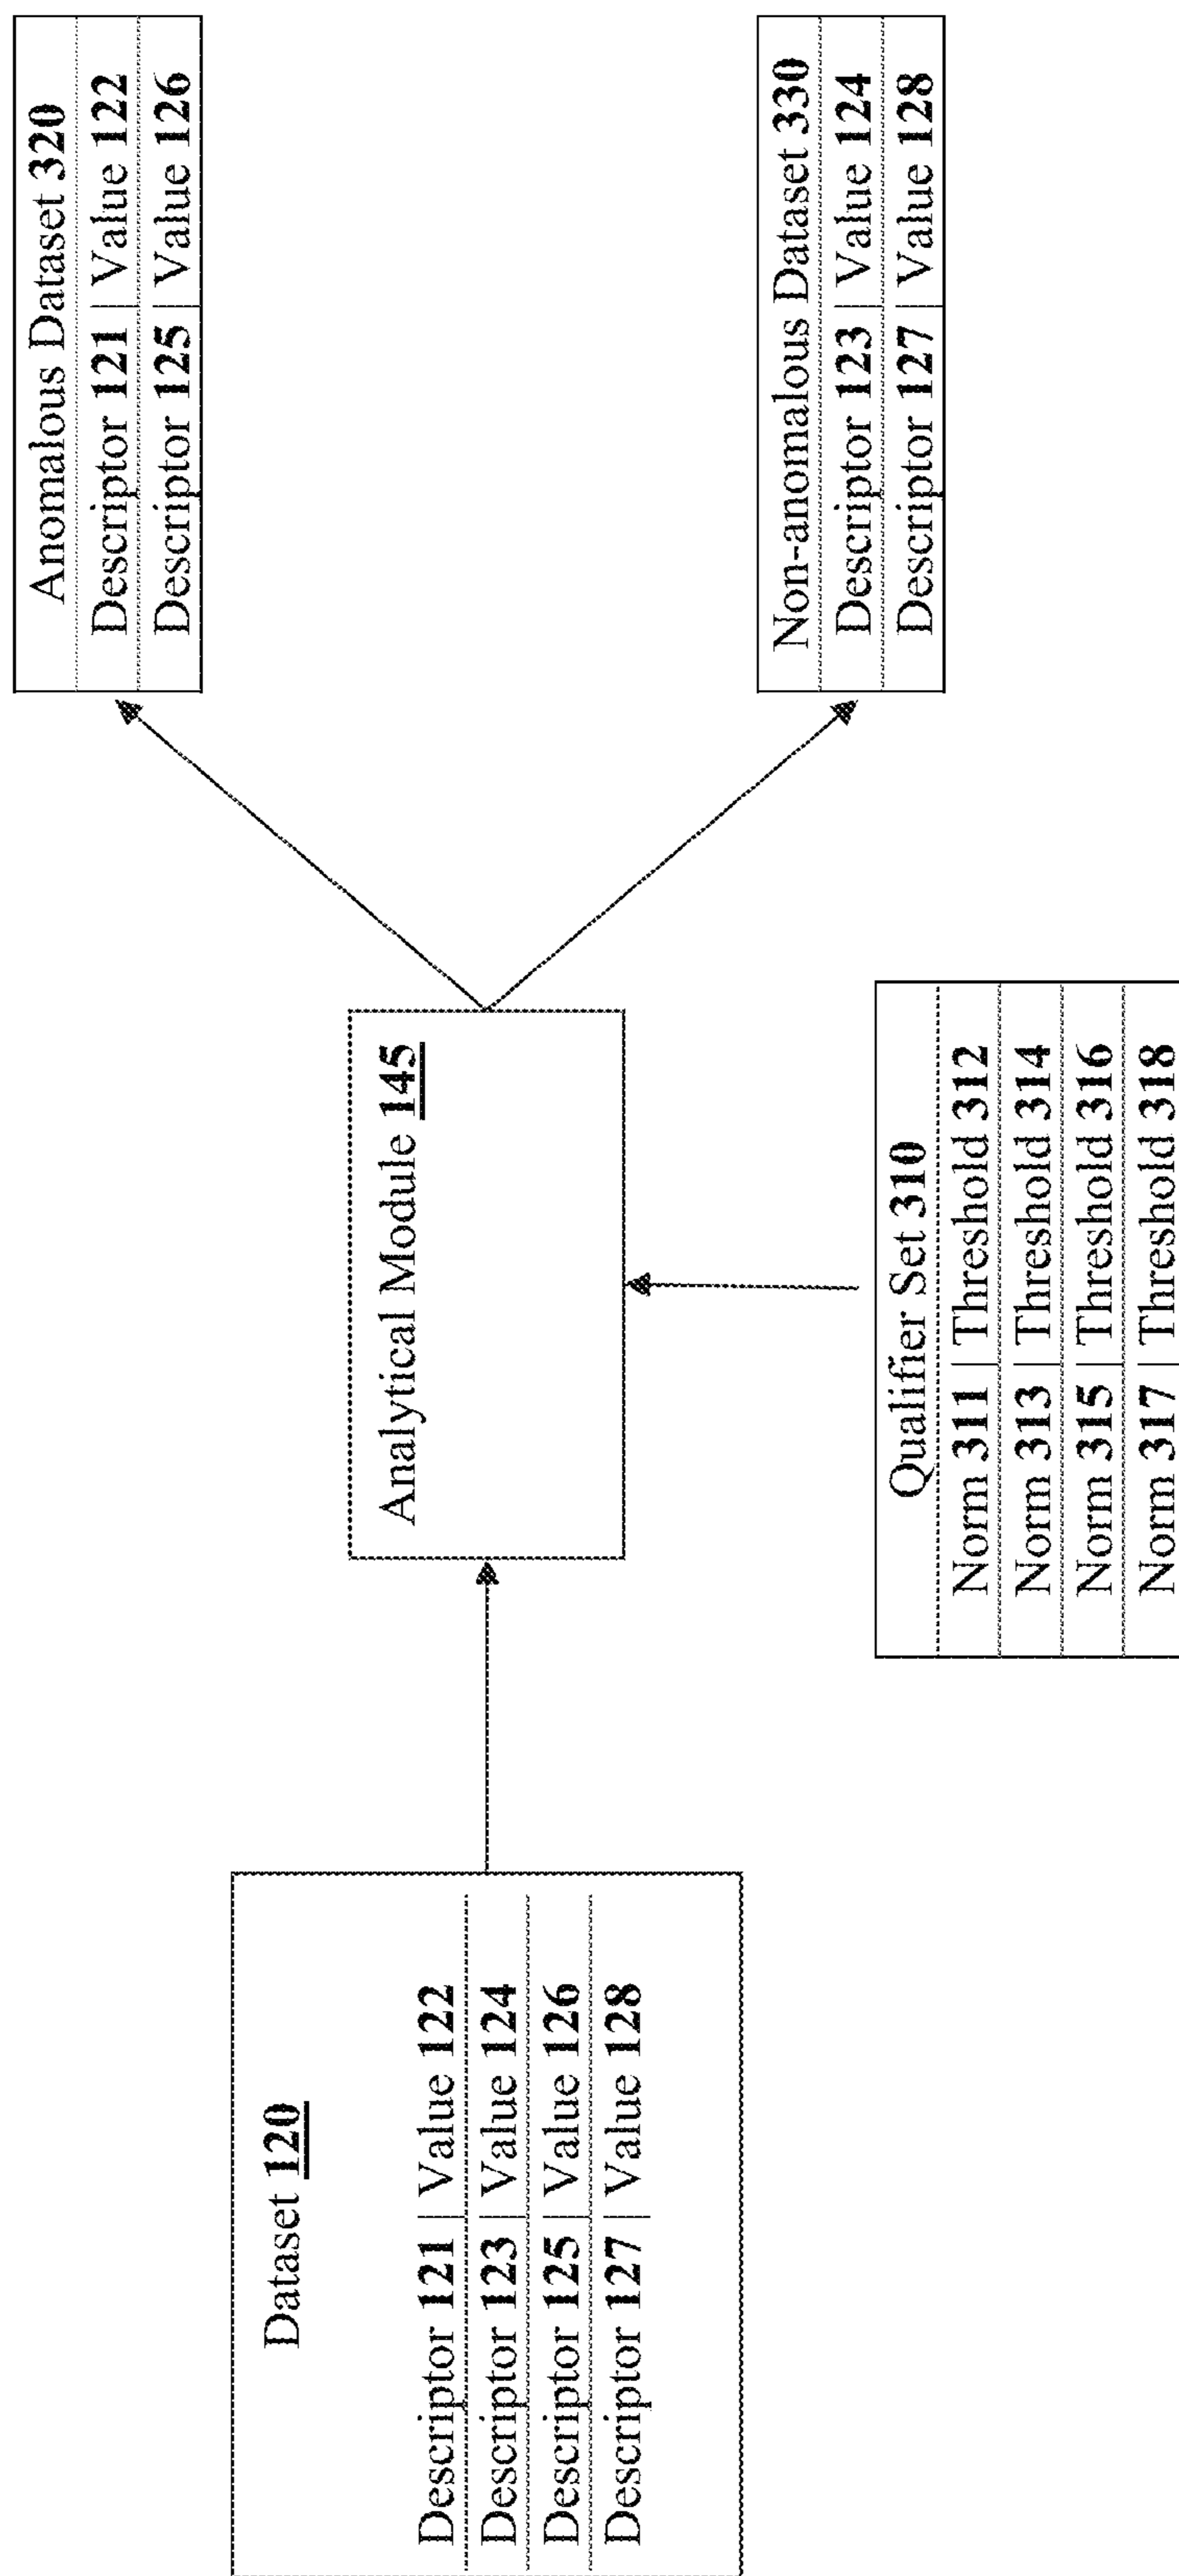 Dataset 120
Descriptor 121 | Value 122
Descriptor 123 | Value 124
Descriptor 125 | Value 126
Descriptor 127 | Value 128
Analytical Module 145
Qualifier Set 310
Norm 311 | Threshold 312
Norm 313 | Threshold 314
Norm 315 | Threshold 316
Norm 317 | Threshold 318
Anomalous Dataset 320
Descriptor 121 | Value 122
Descriptor 125 | Value 126
Non-anomalous Dataset 330
Descriptor 123 | Value 124
Descriptor 127 | Value 128